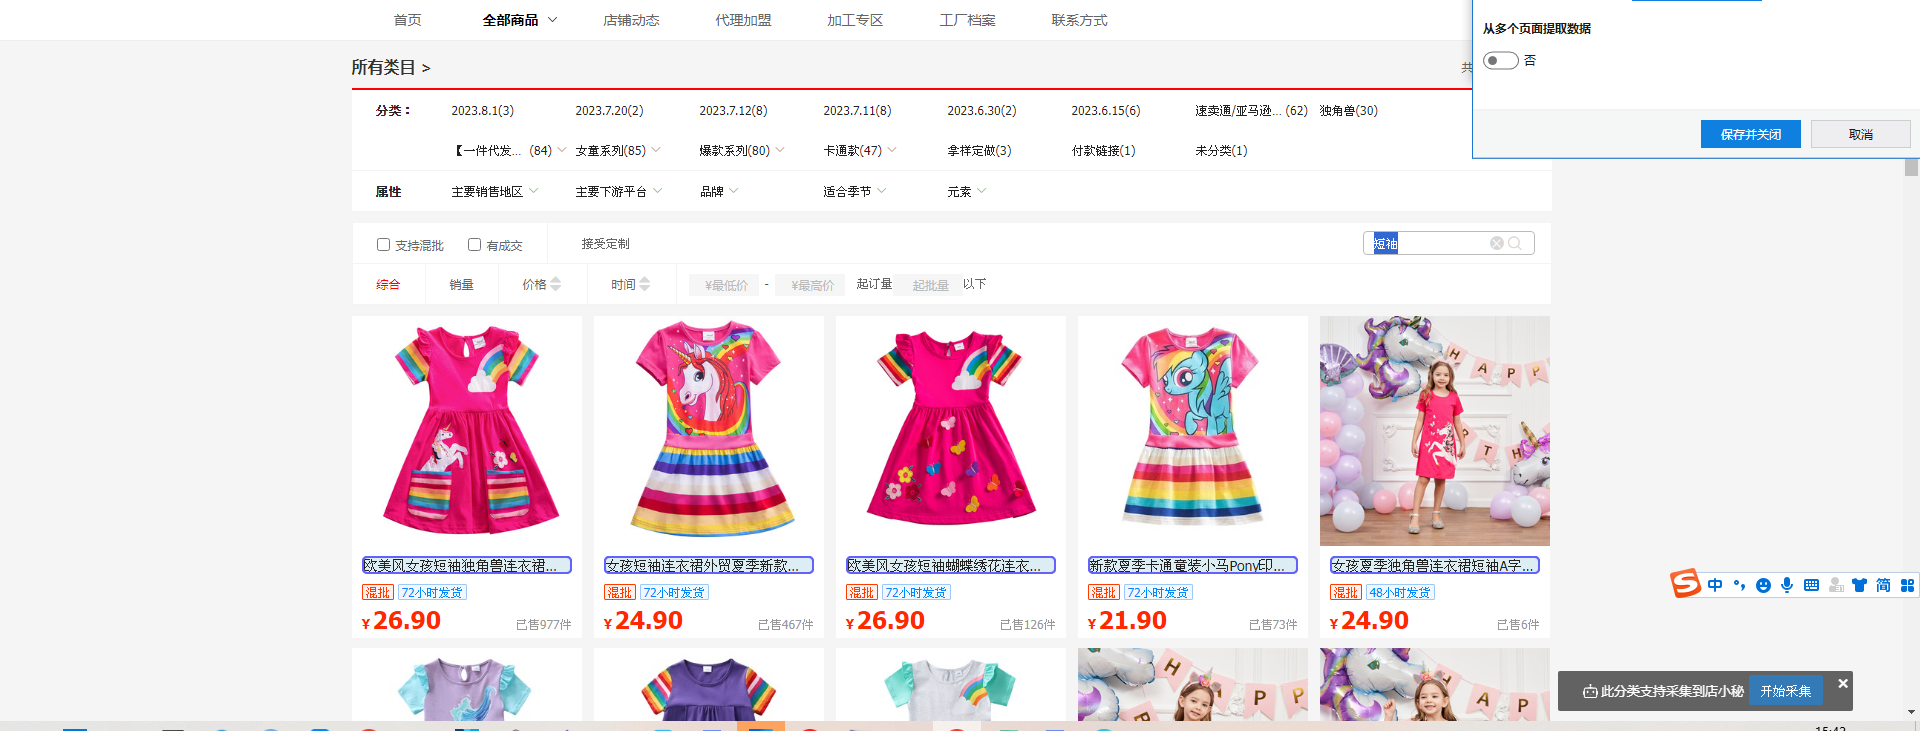 首页 全部商品 店铺动态 代理加盟 加工专区 工厂档案 联系方式
从多个页面提取数据
否
保存并关闭 取消
所有类目 >
共
分类： 2023.8.1(3) 2023.7.20(2) 2023.7.12(8) 2023.7.11(8) 2023.6.30(2) 2023.6.15(6) 速卖通/亚马逊... (62) 独角兽(30)
【一件代发... (84) 女童系列(85) 爆款系列(80) 卡通款(47) 拿样定做(3) 付款链接(1) 未分类(1)
属性 主要销售地区 主要下游平台 品牌 适合季节 元素
支持混批 有成交 接受定制 短袖
综合 销量 价格 时间 ¥最低价 - ¥最高价 起订量 起批量 以下
欧美风女孩短袖独角兽连衣裙... 女孩短袖连衣裙外贸夏季新款... 欧美风女孩短袖蝴蝶绣花连衣... 新款夏季卡通童装小马Pony印... 女孩夏季独角兽连衣裙短袖A字...
混批 72小时发货 混批 72小时发货 混批 72小时发货 混批 72小时发货 混批 48小时发货
¥26.90 已售977件 ¥24.90 已售467件 ¥26.90 已售126件 ¥21.90 已售73件 ¥24.90 已售6件
中 简
此分类支持采集到店小秘 开始采集